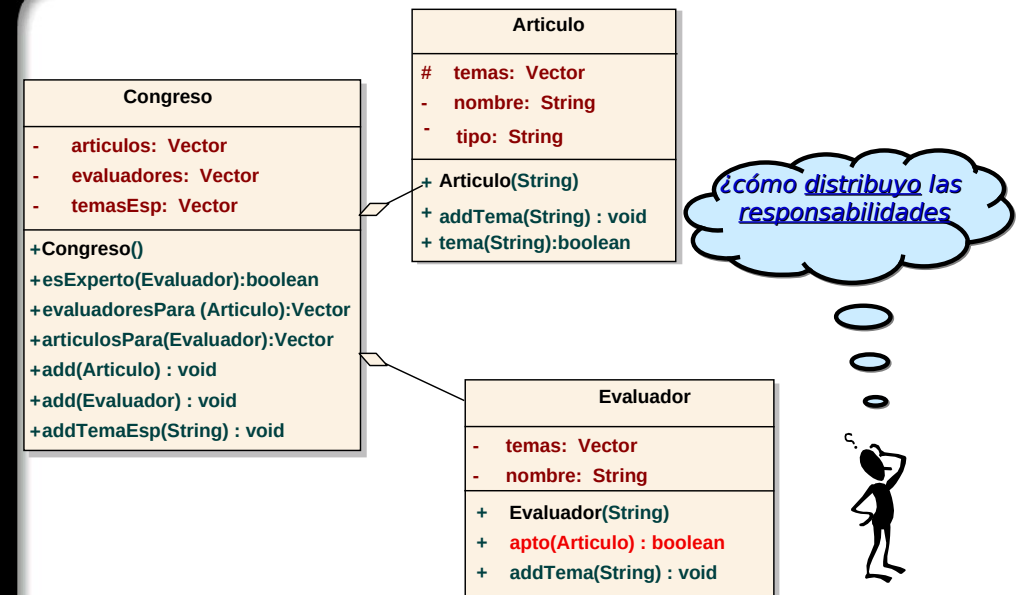 Articulo
# temas: Vector
- nombre: String
- tipo: String
+ Articulo(String)
+ addTema(String) : void
+ tema(String):boolean
Congreso
- articulos: Vector
- evaluadores: Vector
- temasEsp: Vector
+Congreso()
+esExperto(Evaluador):boolean
+evaluadoresPara (Articulo):Vector
+articulosPara(Evaluador):Vector
+add(Articulo) : void
+add(Evaluador) : void
+addTemaEsp(String) : void
¿cómo distribuyo las
responsabilidades
Evaluador
- temas: Vector
- nombre: String
+ Evaluador(String)
+ apto(Articulo) : boolean
+ addTema(String) : void